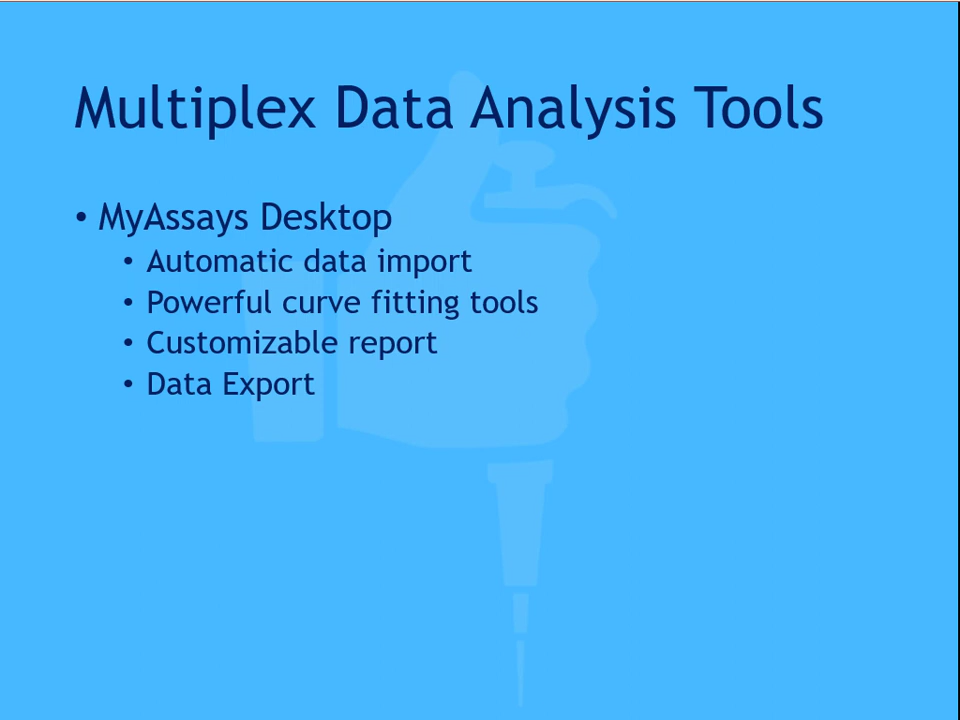 Multiplex Data Analysis Tools
• MyAssays Desktop
• Automatic data import
• Powerful curve fitting tools
• Customizable report
• Data Export